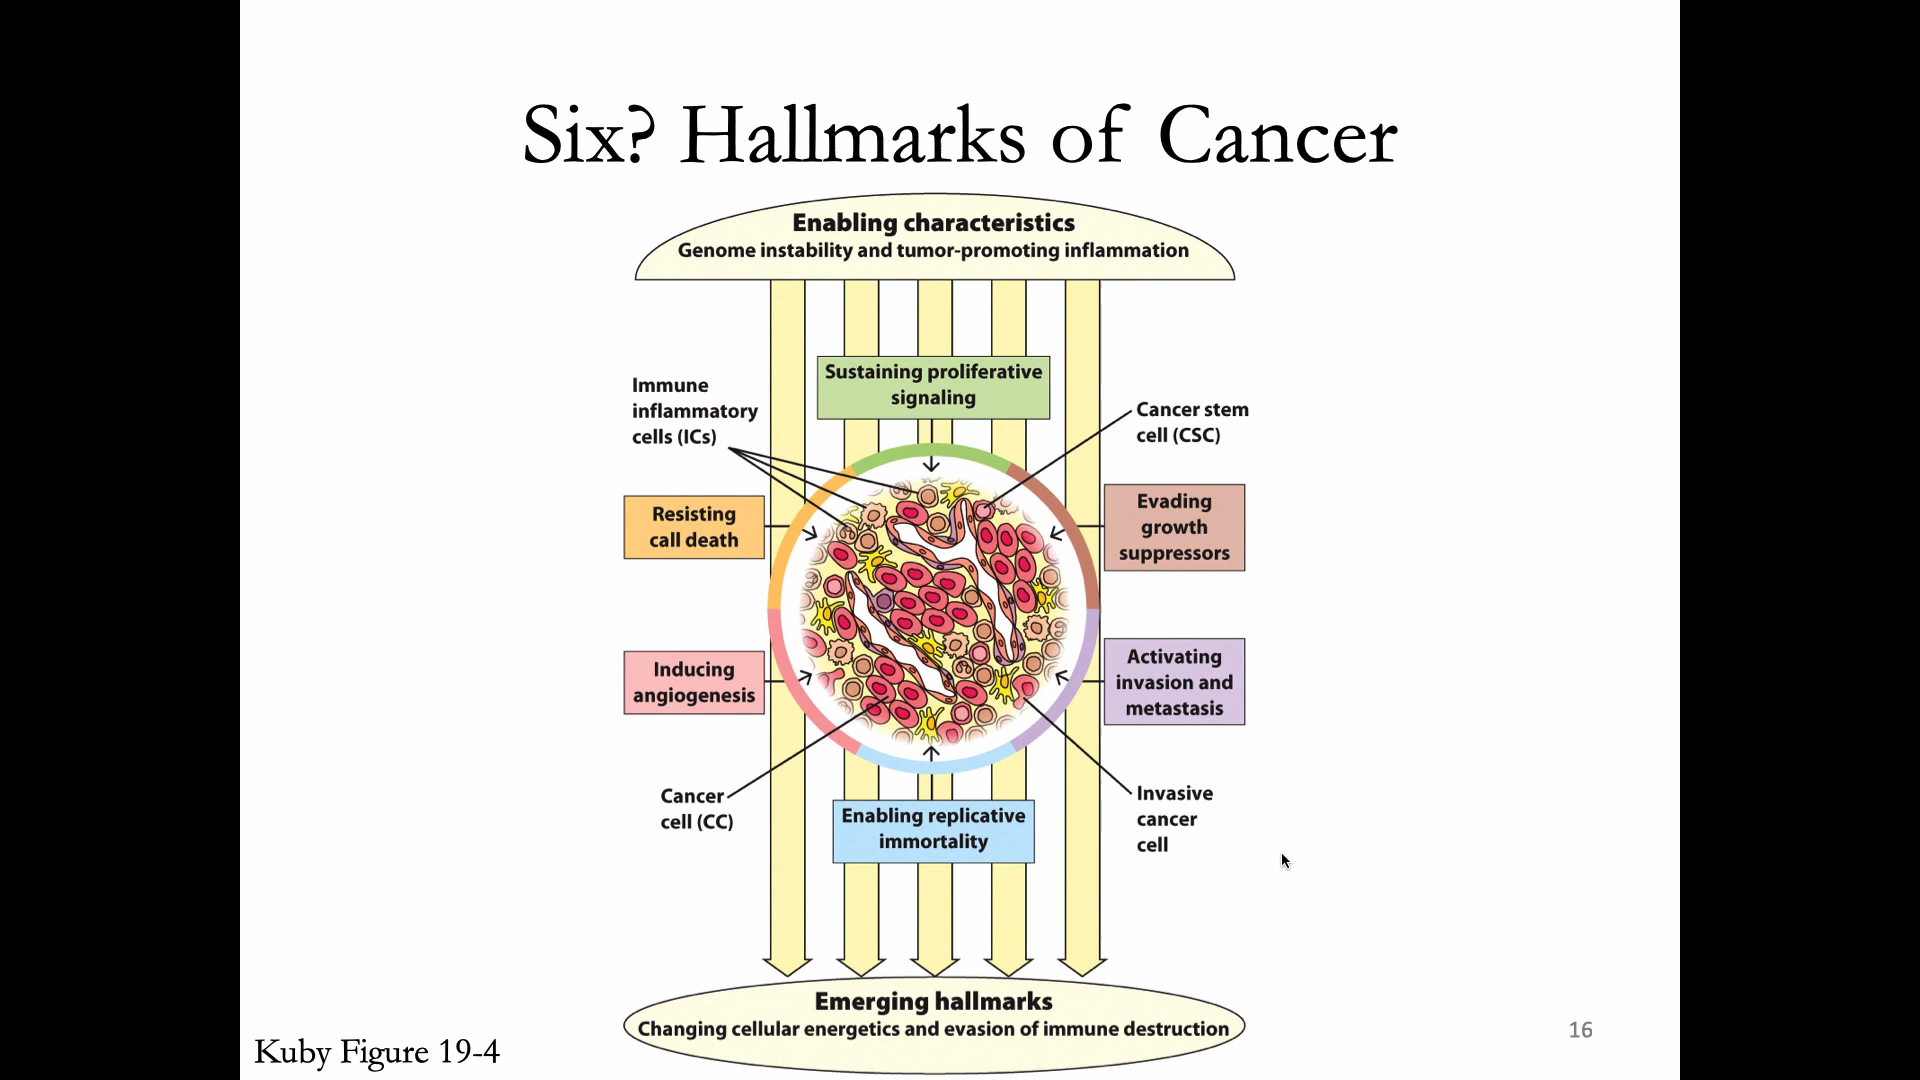 Six? Hallmarks of Cancer
Enabling characteristics
Genome instability and tumor-promoting inflammation
Sustaining proliferative
signaling
Immune
inflammatory
cells (ICs)
Cancer stem
cell (CSC)
Resisting
call death
Evading
growth
suppressors
Inducing
angiogenesis
Activating
invasion and
metastasis
Cancer
cell (CC)
Enabling replicative
immortality
Invasive
cancer
cell
Emerging hallmarks
Changing cellular energetics and evasion of immune destruction
Kuby Figure 19-4
16